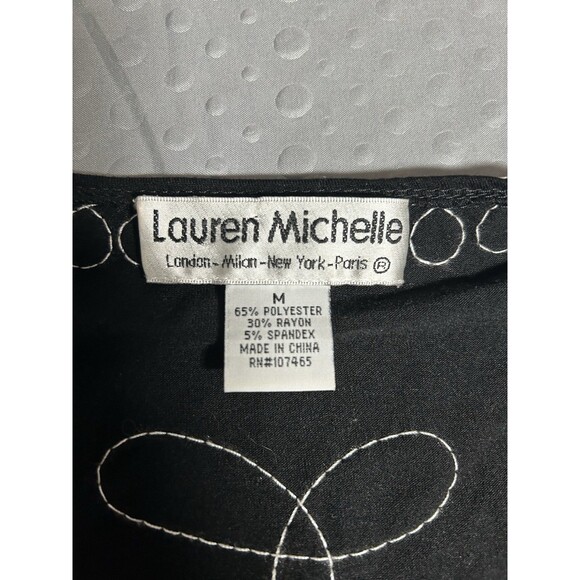 Lauren Michelle
London-Milan-New York-Paris ®
M
65% POLYESTER
30% RAYON
5% SPANDEX
MADE IN CHINA
RN#107465